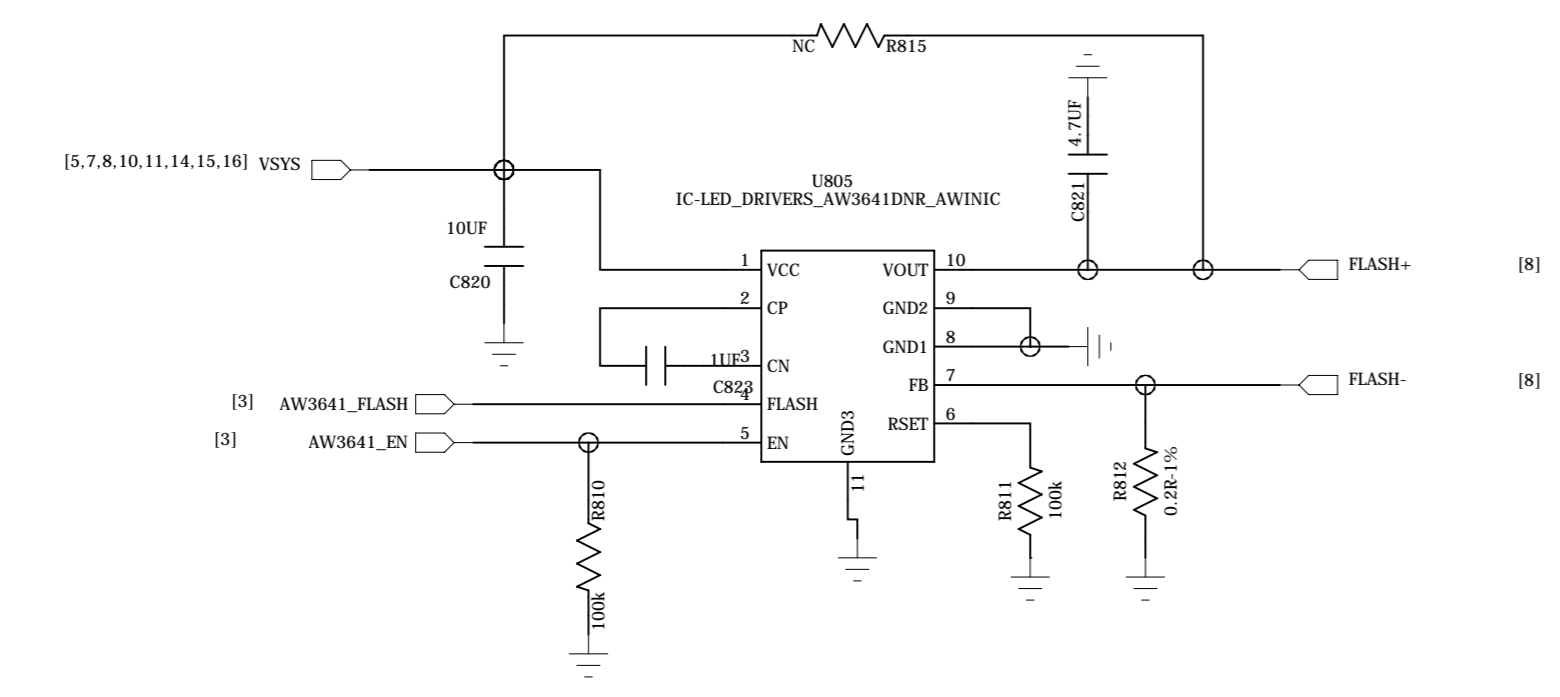 NC R815
4.7UF
C821
[5,7,8,10,11,14,15,16] VSYS
U805
IC-LED_DRIVERS_AW3641DNR_AWINIC
10UF
C820
1 VCC
2 CP
1UF 3 CN
C823
4 FLASH
5 EN
VOUT 10
GND2 9
GND1 8
FB 7
RSET 6
GND3
11
FLASH+ [8]
FLASH- [8]
[3] AW3641_FLASH
[3] AW3641_EN
R810
100k
R811
100k
R812
0.2R-1%